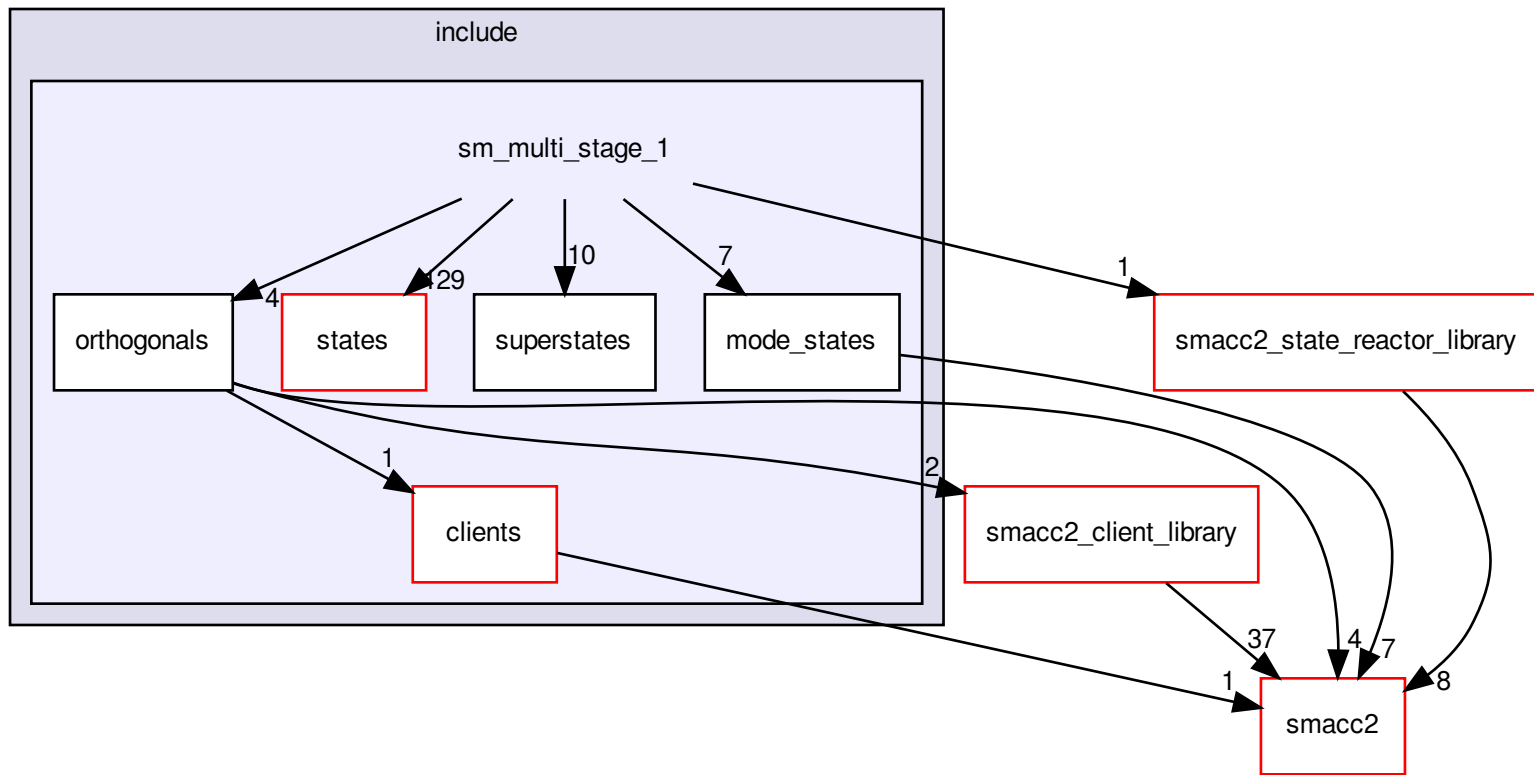 include
sm_multi_stage_1
4
129
10
7
1
orthogonals
states
superstates
mode_states
smacc2_state_reactor_library
1
2
clients
smacc2_client_library
1
37
4
7
8
smacc2